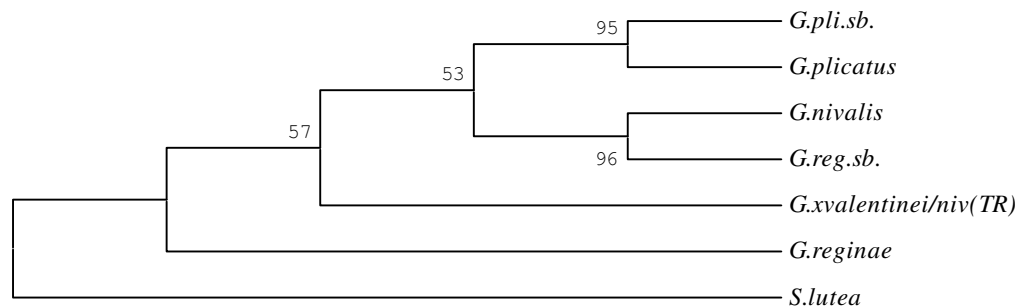 G.pli.sb.
95
G.plicatus
53
G.nivalis
57
96
G.reg.sb.
G.xvalentinei/niv(TR)
G.reginae
S.lutea